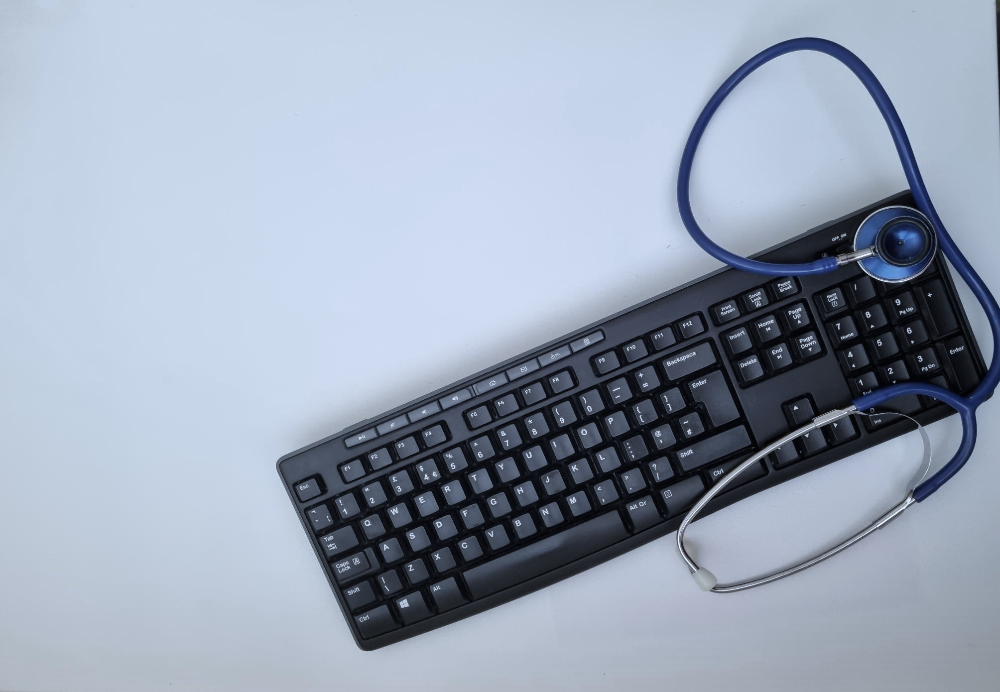 OFF ON
A
PC
Esc
F1
F2
F3
F4
F5
F6
F7
F8
F9
F10
F11
F12
Print
Screen
Scroll
Lock
Pause
Break
¬
` ¦
!
1
"
2
£
3
$
4 €
%
5
^
6
&
7
*
8
(
9
)
0
—
–
+
=
Backspace
Insert
Home
Page
Up
Num
Lock
1
/
Tab
Q
W
E
R
T
Y
U
I
O
P
{
[
}
]
Enter
Delete
End
Page
Down
7
Home
8
9
Pg Up
+
Caps
Lock
A
A
S
D
F
G
H
J
K
L
:
;
@
'
~
#
4
5
6
Shift
|
\
Z
X
C
V
B
N
M
<
,
>
.
?
/
Shift
1
End
2
3
Pg Dn
Enter
Ctrl
Alt
Alt Gr
Ctrl
0
Ins